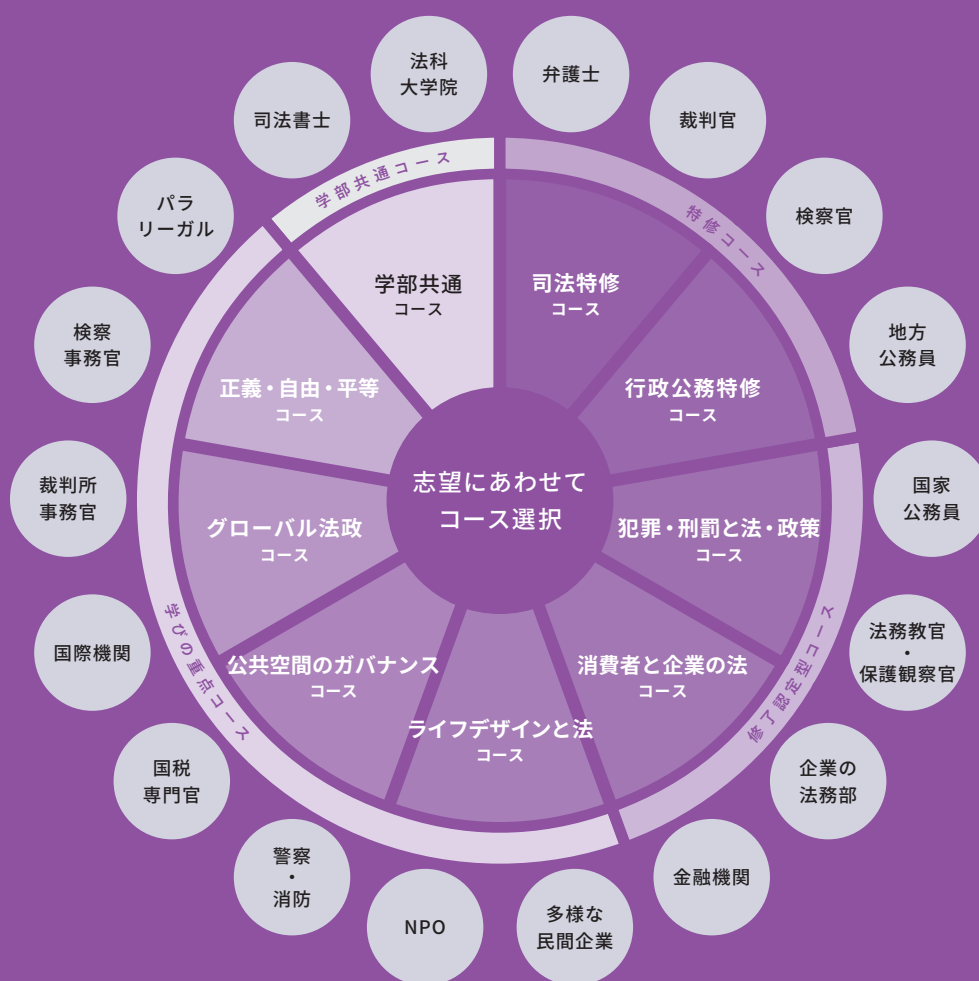 法科
大学院
弁護士
裁判官
検察官
地方
公務員
国家
公務員
法務教官
・
保護観察官
企業の
法務部
金融機関
多様な
民間企業
NPO
警察
・
消防
国税
専門官
国際機関
裁判所
事務官
検察
事務官
パラ
リーガル
司法書士
学部共通コース
特修コース
修了認定型コース
学びの重点コース
学部共通
コース
司法特修
コース
行政公務特修
コース
犯罪・刑罰と法・政策
コース
消費者と企業の法
コース
ライフデザインと法
コース
公共空間のガバナンス
コース
グローバル法政
コース
正義・自由・平等
コース
志望にあわせて
コース選択